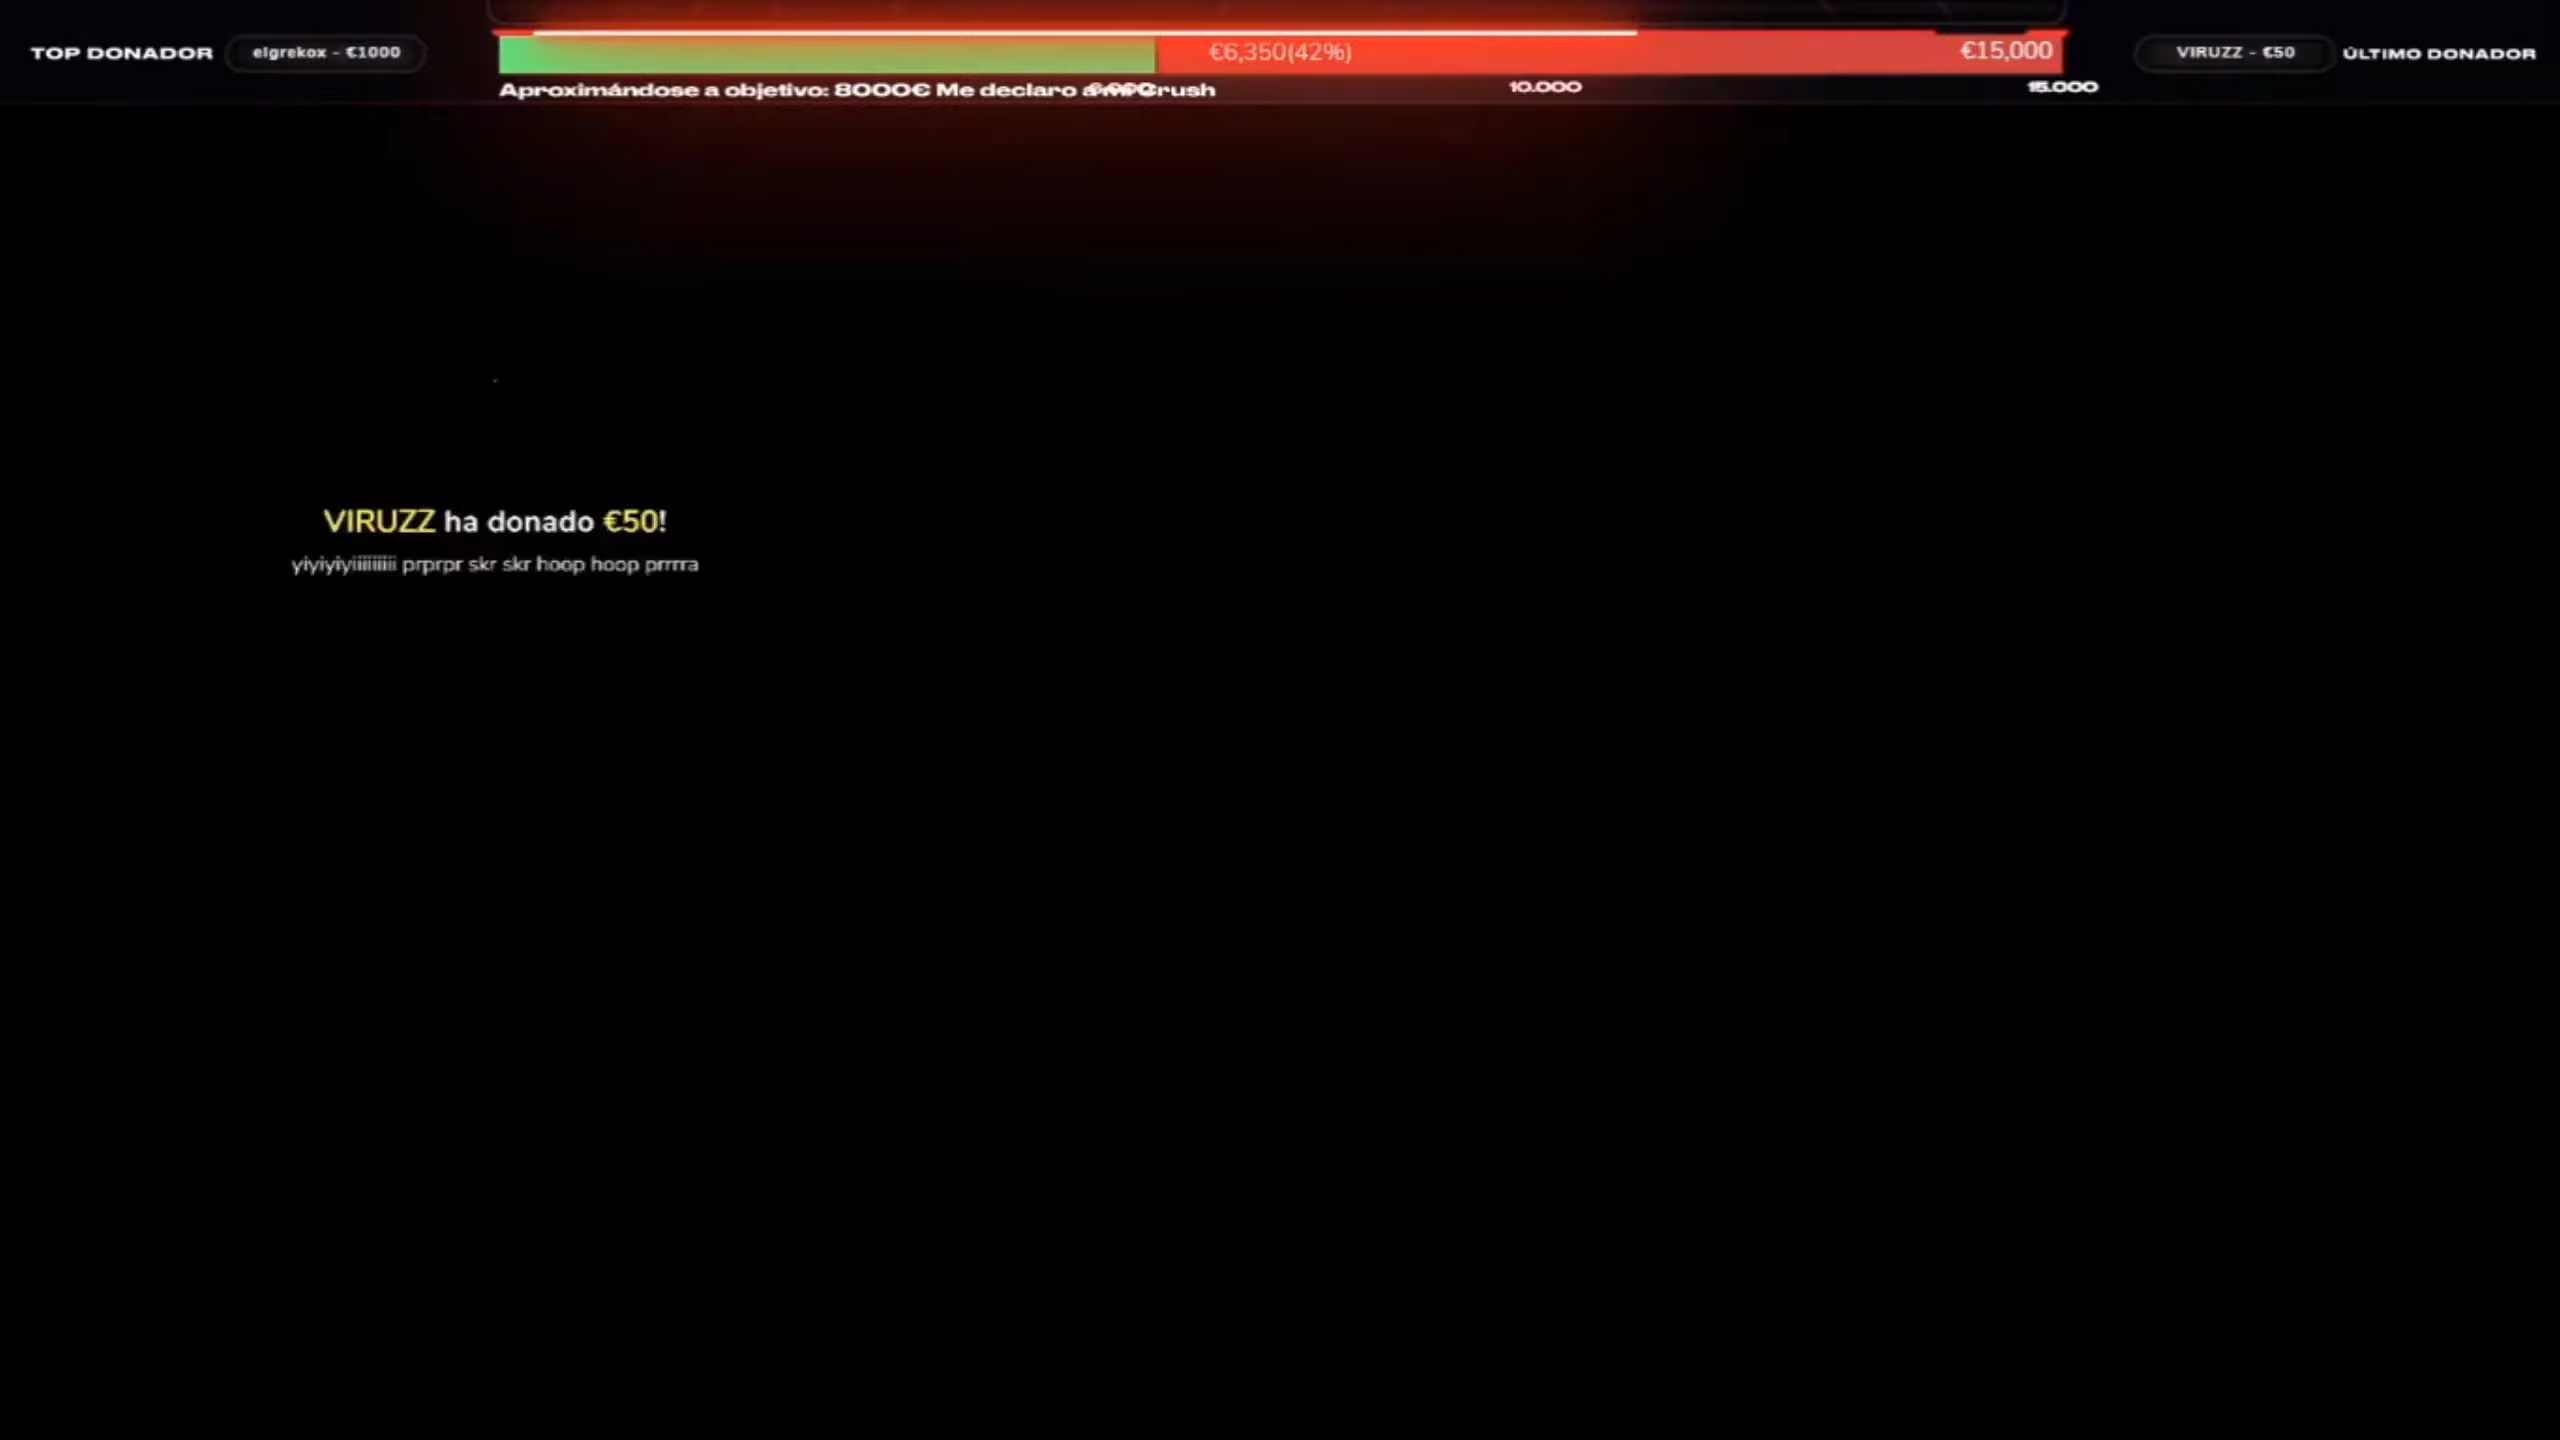 TOP DONADOR elgrekox - €1000 €6,350(42%) €15,000 VIRUZZ - €50 ÚLTIMO DONADOR
Aproximándose a objetivo: 8000€ Me declaro a mi Crush 10.000 15.000
VIRUZZ ha donado €50!
yiyiyiyiiiiiiiiii prprpr skr skr hoop hoop prrrra